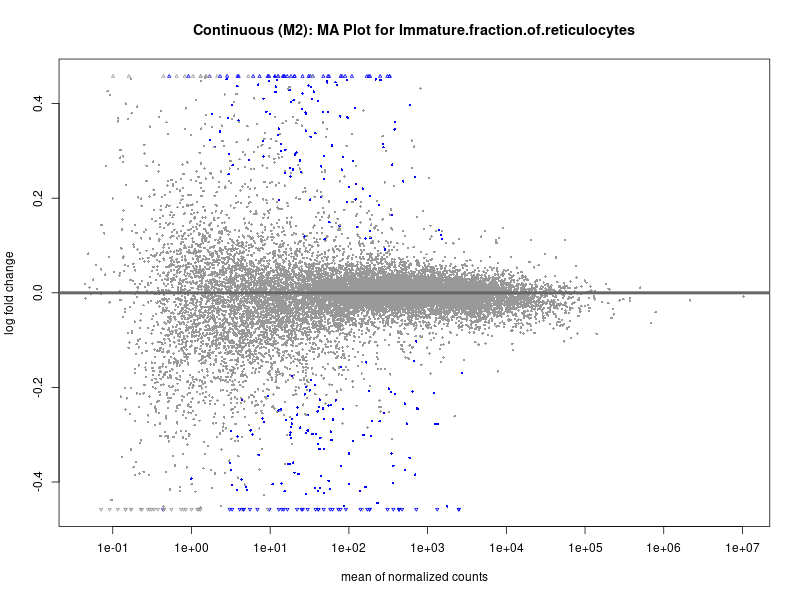 Continuous (M2): MA Plot for Immature.fraction.of.reticulocytes
log fold change
0.4
0.2
0.0
-0.2
-0.4
1e-01 1e+00 1e+01 1e+02 1e+03 1e+04 1e+05 1e+06 1e+07
mean of normalized counts